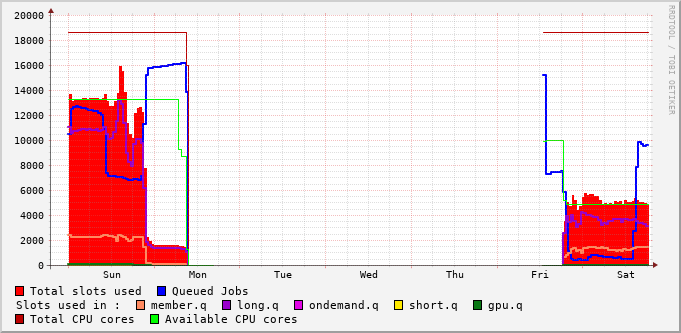 RRDTOOL / TOBI OETIKER
20000
18000
16000
14000
12000
10000
8000
6000
4000
2000
0
Sun Mon Tue Wed Thu Fri Sat
Total slots used Queued Jobs
Slots used in : member.q long.q ondemand.q short.q gpu.q
Total CPU cores Available CPU cores